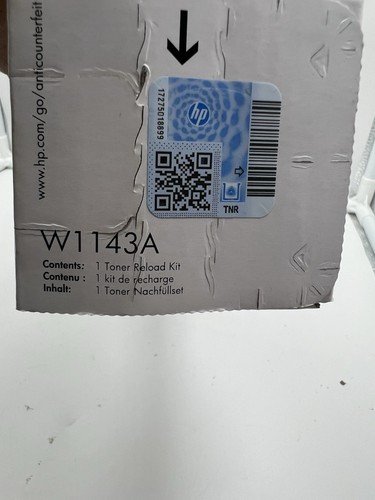 www.hp.com/go/anticounterfeit
17275018899
hp
TNR
W1143A
Contents: 1 Toner Reload Kit
Contenu : 1 kit de recharge
Inhalt: 1 Toner Nachfüllset